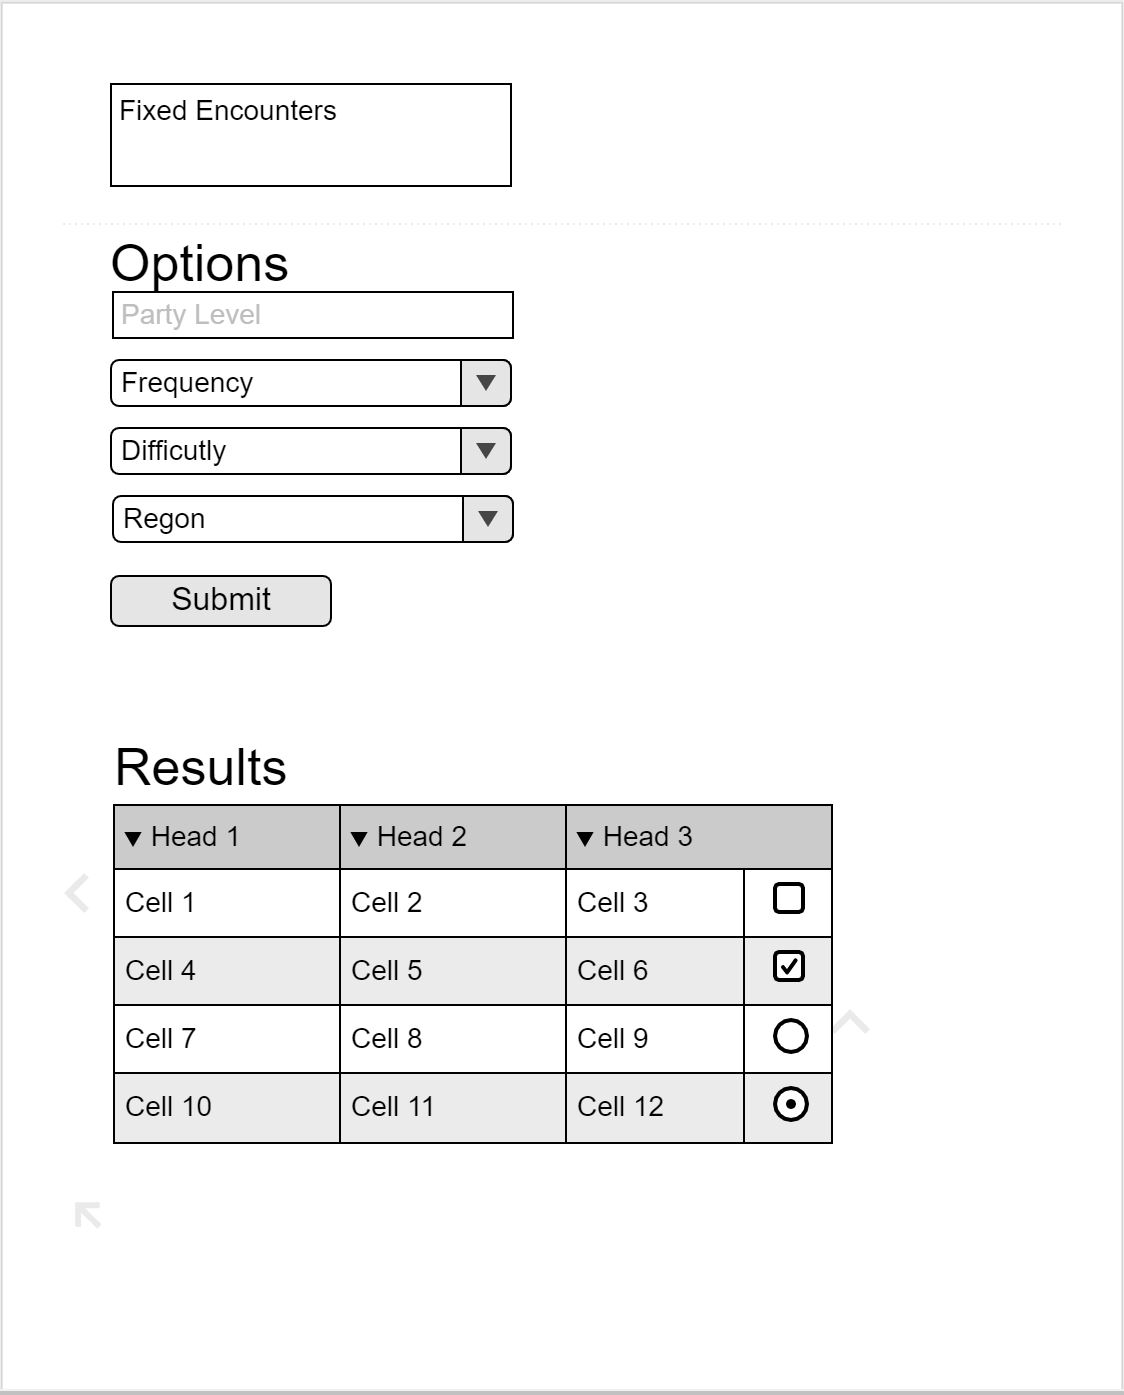 Fixed Encounters
Options
Party Level
Frequency
Difficutly
Regon
Submit
Results
Head 1 Head 2 Head 3
Cell 1 Cell 2 Cell 3
Cell 4 Cell 5 Cell 6
Cell 7 Cell 8 Cell 9
Cell 10 Cell 11 Cell 12